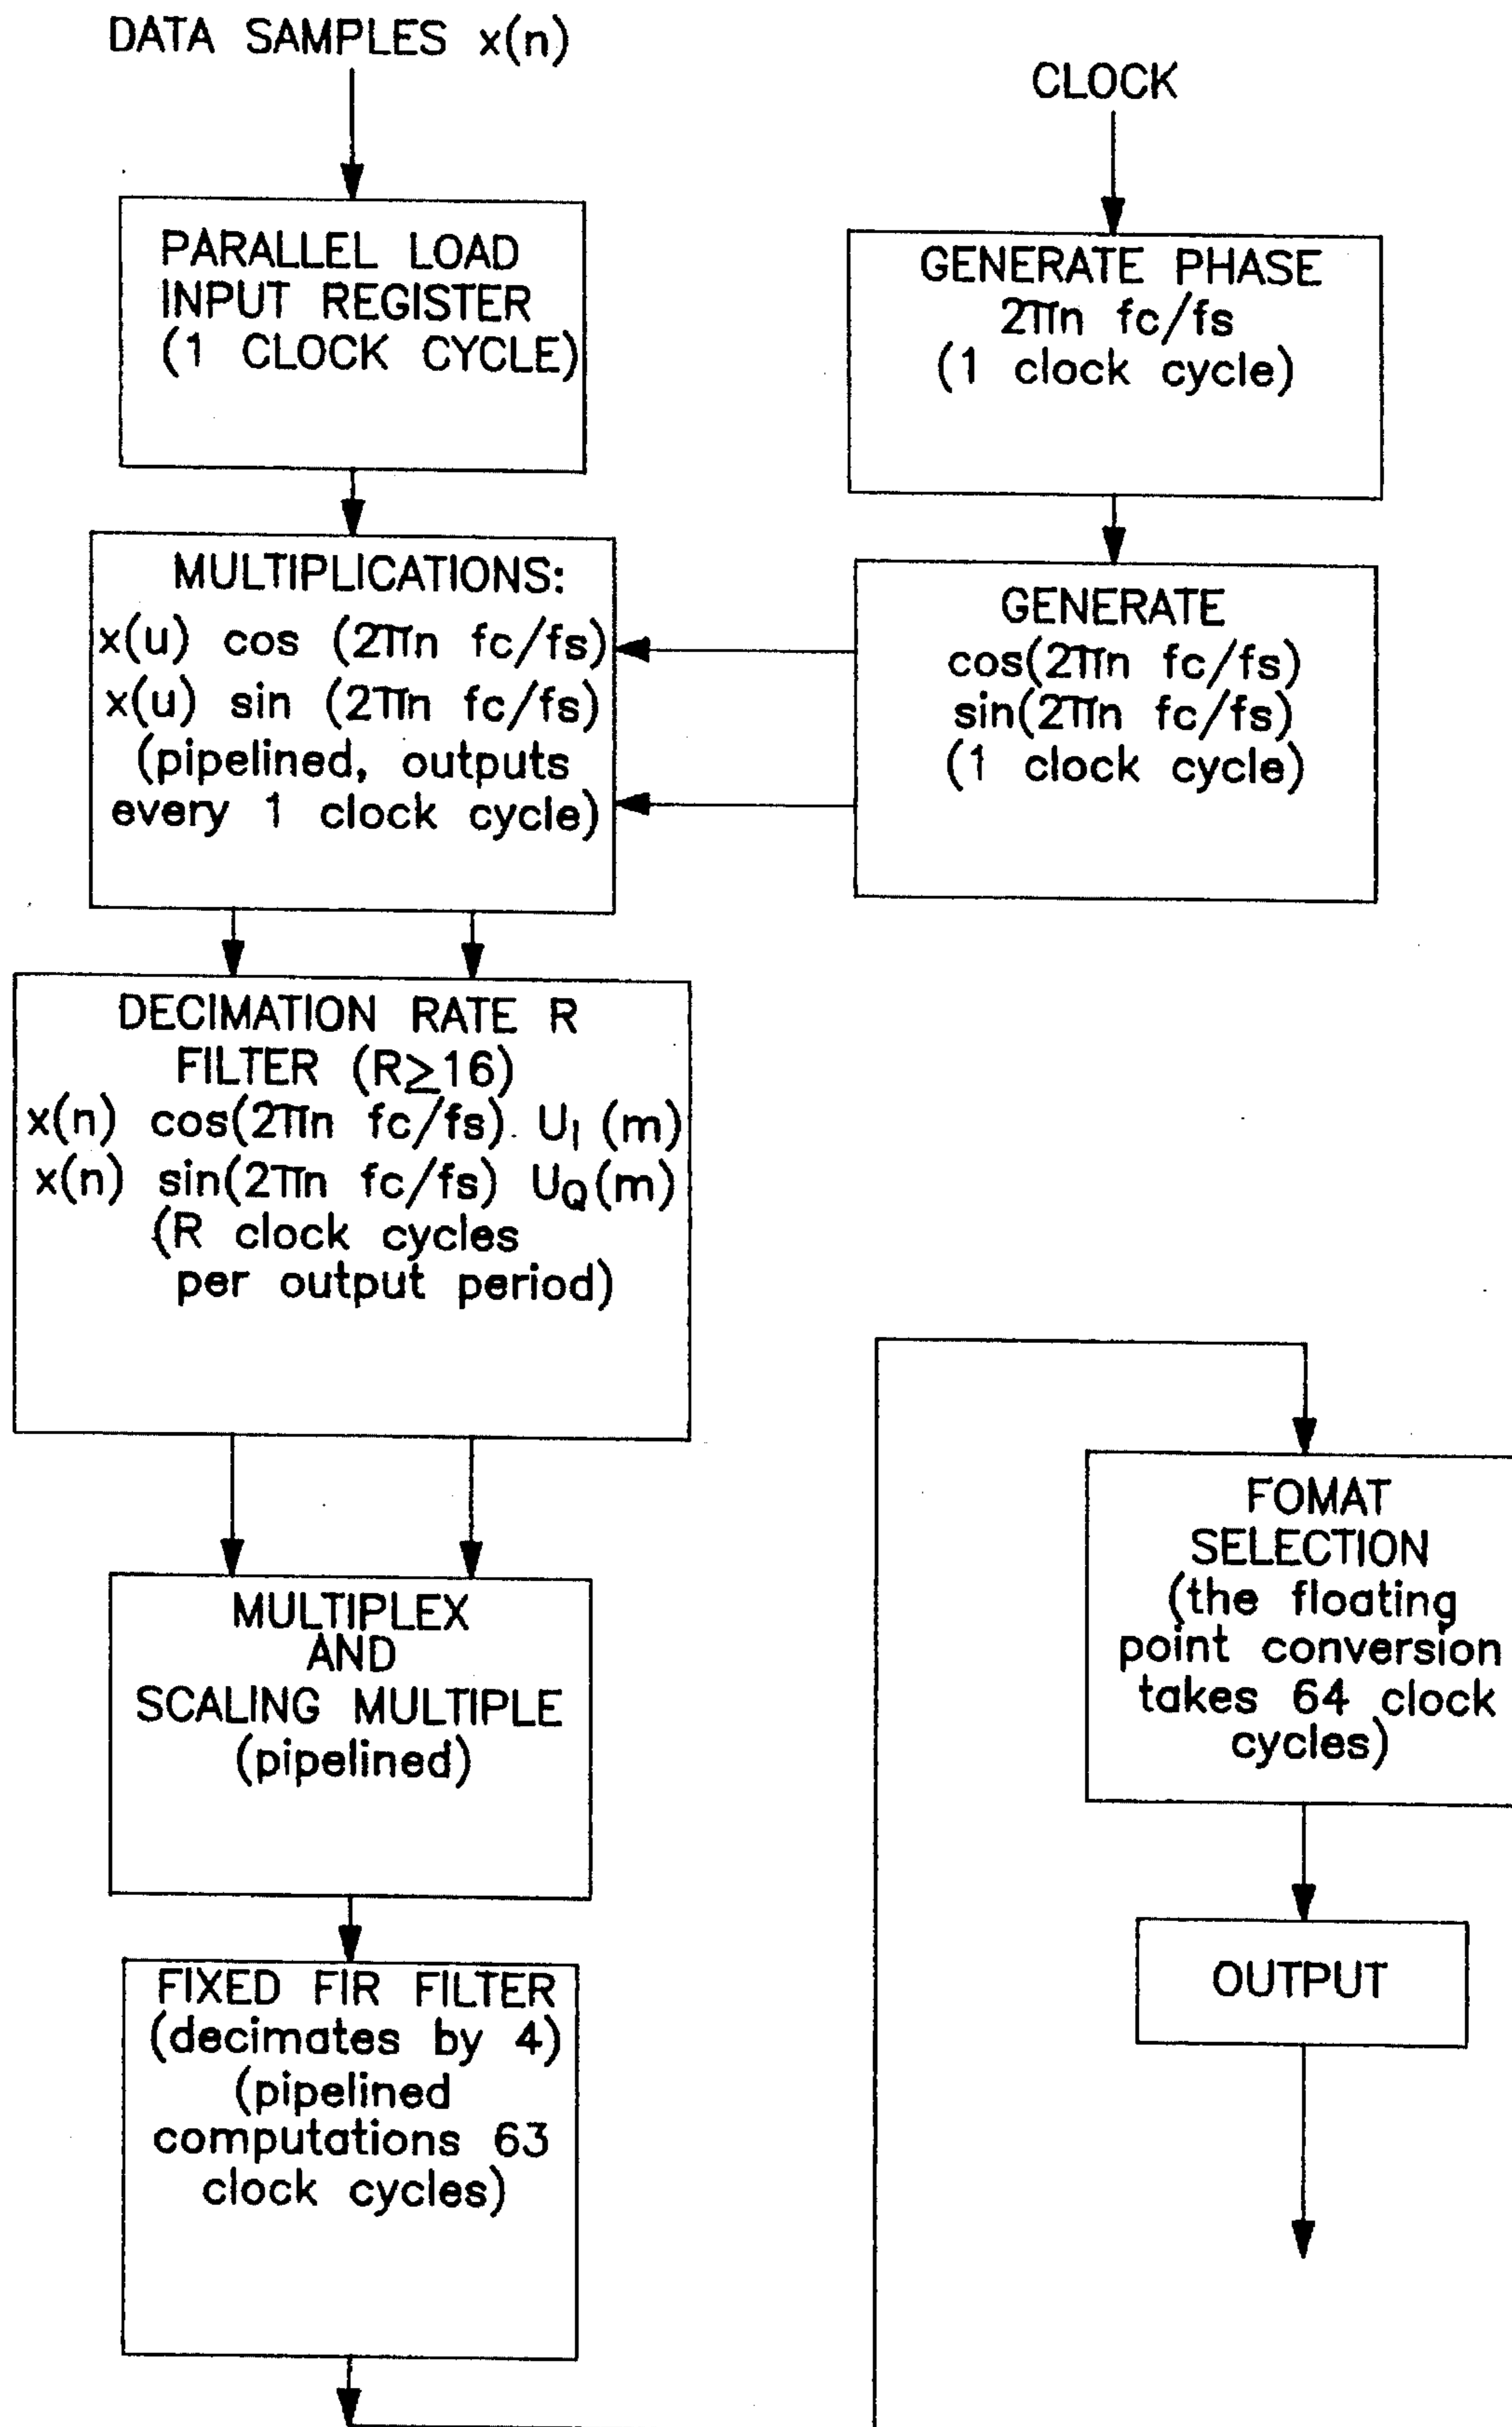 DATA SAMPLES x(n)
PARALLEL LOAD
INPUT REGISTER
(1 CLOCK CYCLE)
MULTIPLICATIONS:
x(u) cos (2πn fc/fs)
x(u) sin (2πn fc/fs)
(pipelined, outputs
every 1 clock cycle)
CLOCK
GENERATE PHASE
2πn fc/fs
(1 clock cycle)
GENERATE
cos(2πn fc/fs)
sin(2πn fc/fs)
(1 clock cycle)
DECIMATION RATE R
FILTER (R≥16)
x(n) cos(2πn fc/fs) U_I (m)
x(n) sin(2πn fc/fs) U_Q(m)
(R clock cycles
per output period)
MULTIPLEX
AND
SCALING MULTIPLE
(pipelined)
FIXED FIR FILTER
(decimates by 4)
(pipelined
computations 63
clock cycles)
FOMAT
SELECTION
(the floating
point conversion
takes 64 clock
cycles)
OUTPUT